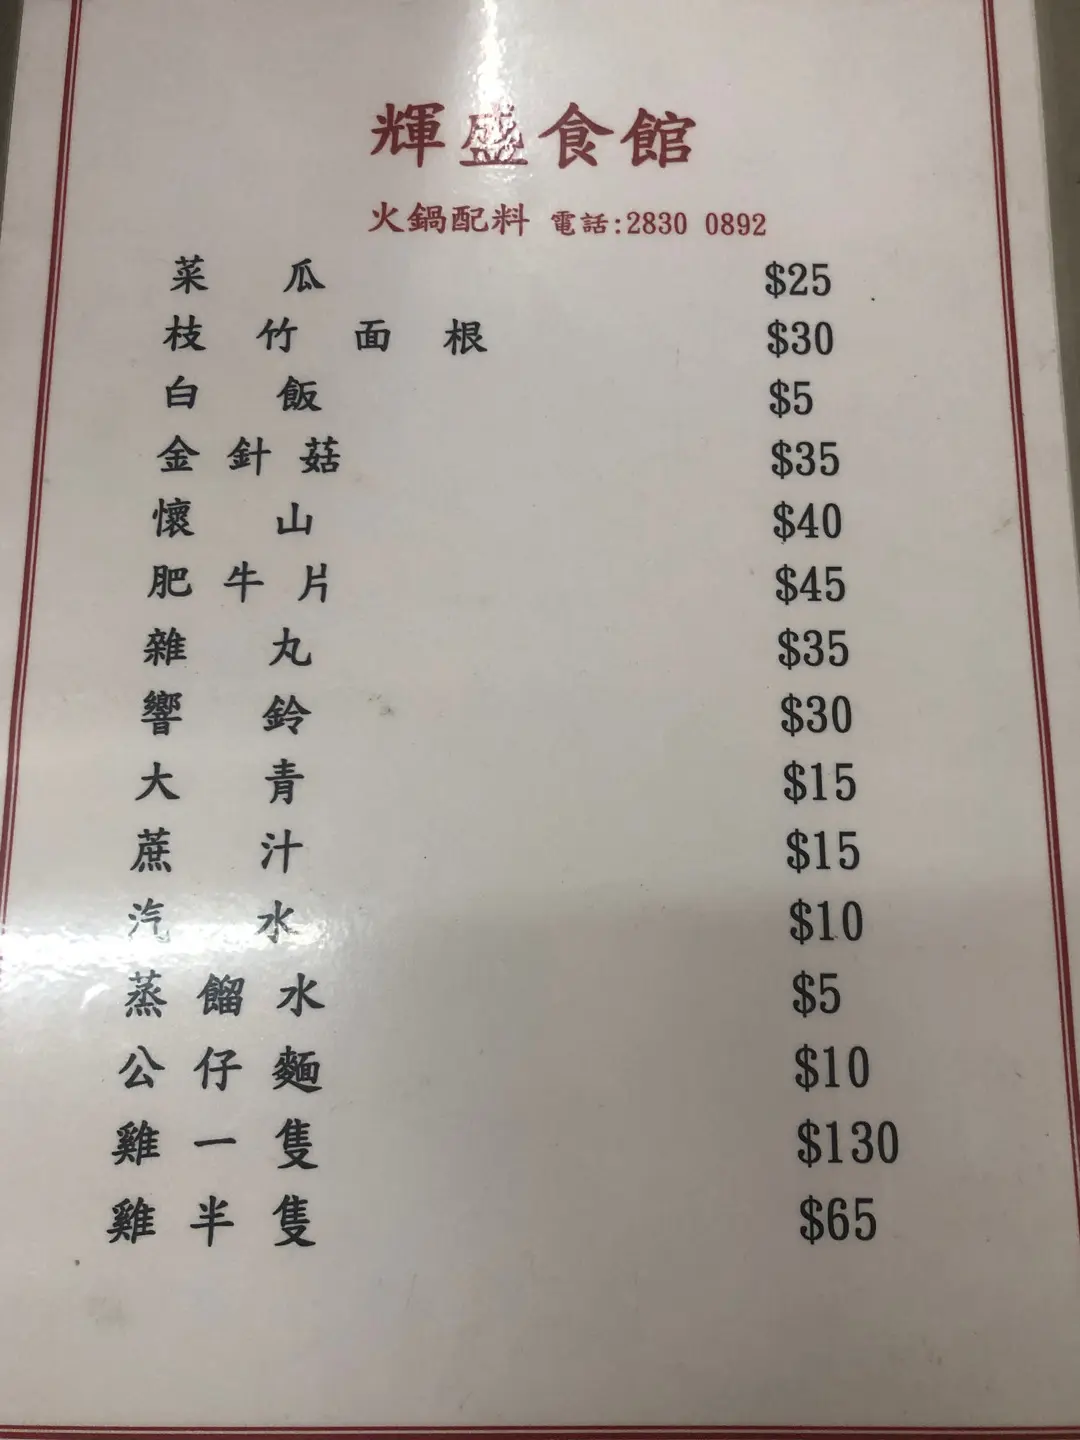 輝盛食館
火鍋配料 電話:2830 0892
菜瓜 $25
枝竹面根 $30
白飯 $5
金針菇 $35
懷山 $40
肥牛片 $45
雜丸 $35
響鈴 $30
大青 $15
蔗汁 $15
汽水 $10
蒸餾水 $5
公仔麵 $10
雞一隻 $130
雞半隻 $65